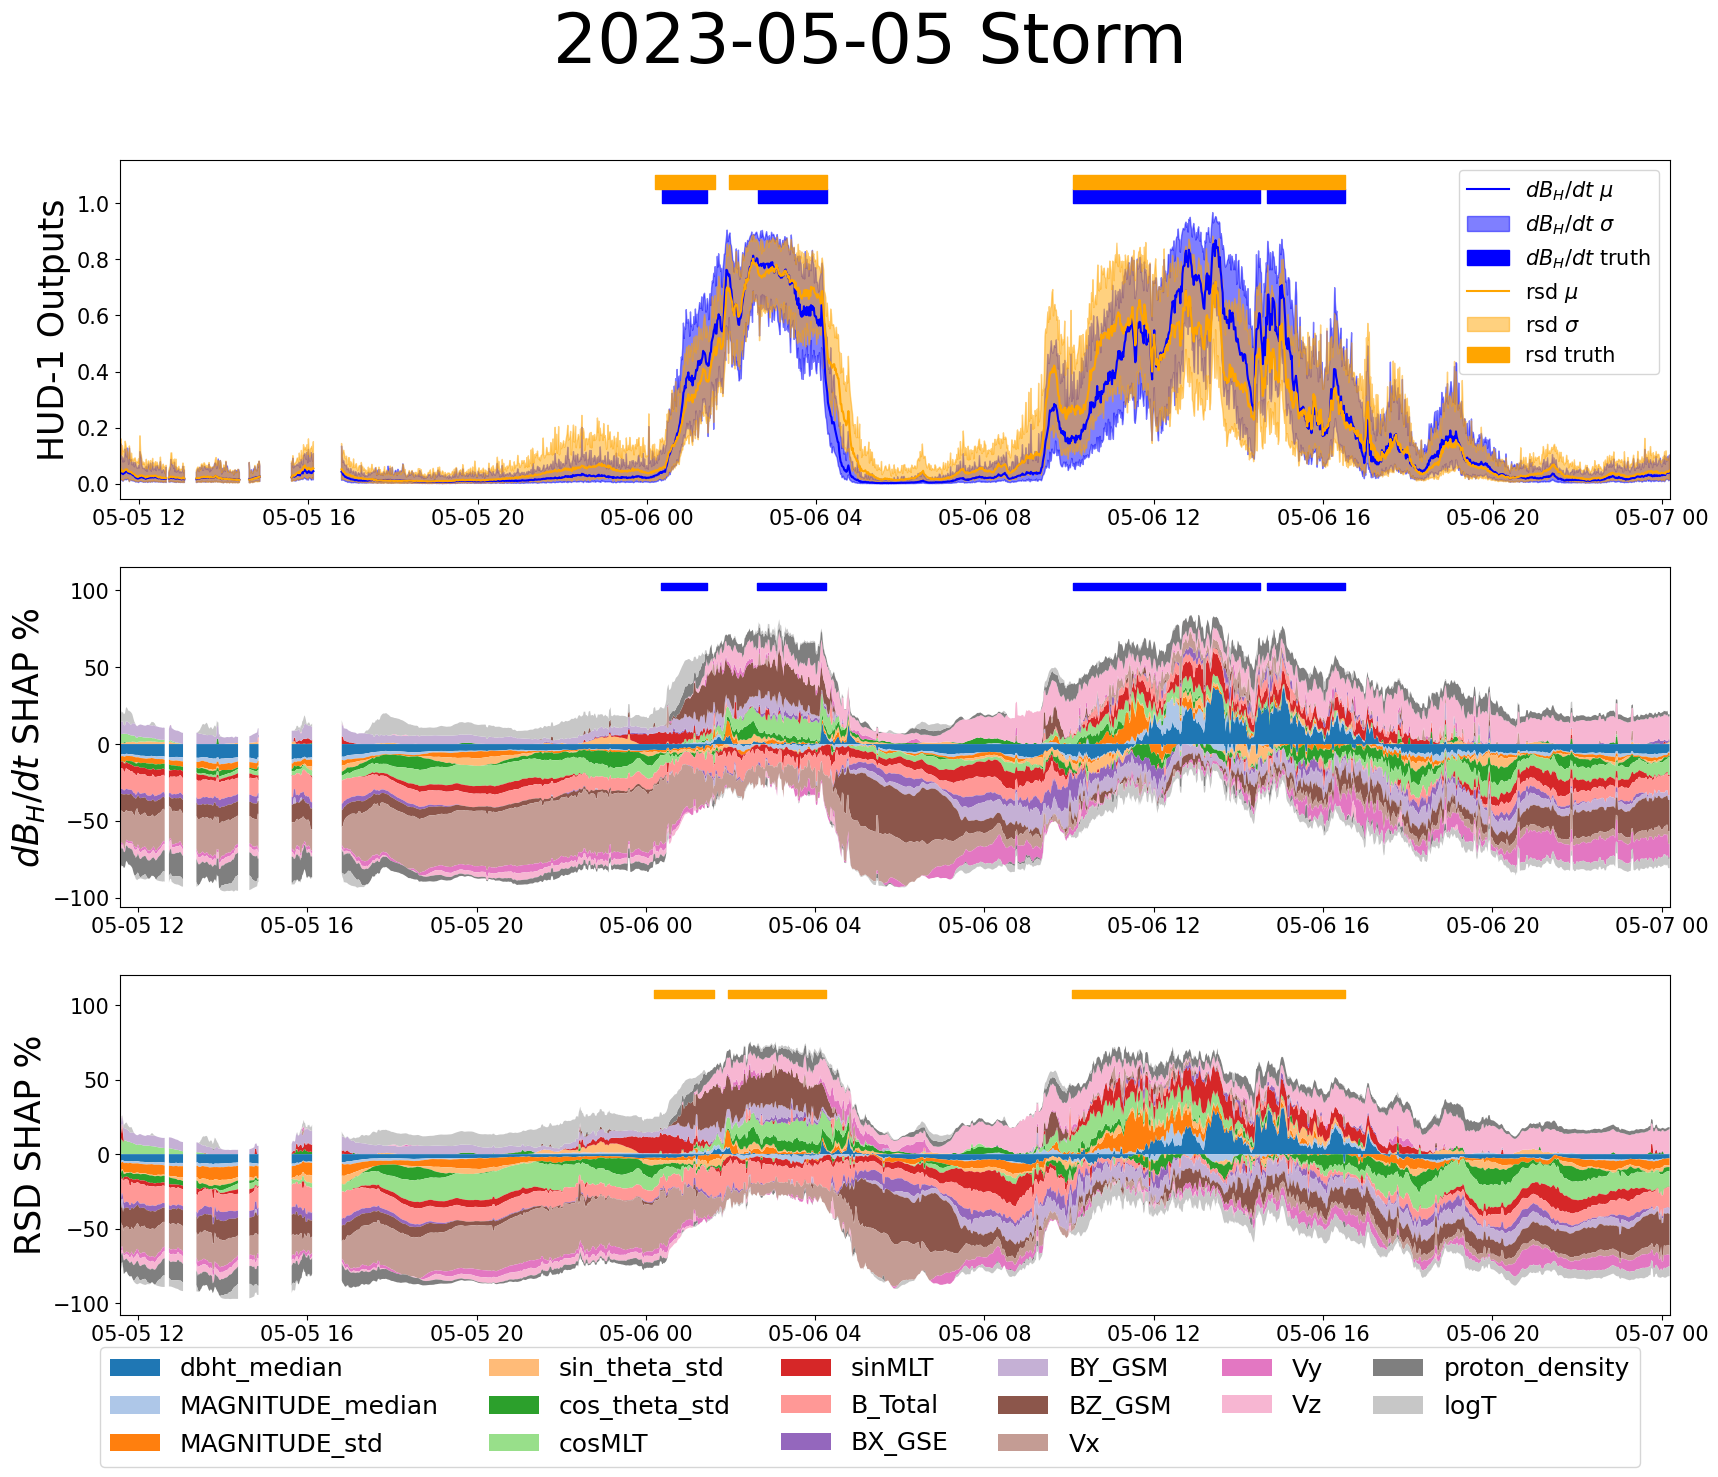 2023-05-05 Storm
HUD-1 Outputs
1.0
0.8
0.6
0.4
0.2
0.0
dB_H/dt μ
dB_H/dt σ
dB_H/dt truth
rsd μ
rsd σ
rsd truth
05-05 12 05-05 16 05-05 20 05-06 00 05-06 04 05-06 08 05-06 12 05-06 16 05-06 20 05-07 00
dB_H/dt SHAP %
100
50
0
−50
−100
05-05 12 05-05 16 05-05 20 05-06 00 05-06 04 05-06 08 05-06 12 05-06 16 05-06 20 05-07 00
RSD SHAP %
100
50
0
−50
−100
05-05 12 05-05 16 05-05 20 05-06 00 05-06 04 05-06 08 05-06 12 05-06 16 05-06 20 05-07 00
dbht_median sin_theta_std sinMLT BY_GSM Vy proton_density
MAGNITUDE_median cos_theta_std B_Total BZ_GSM Vz logT
MAGNITUDE_std cosMLT BX_GSE Vx